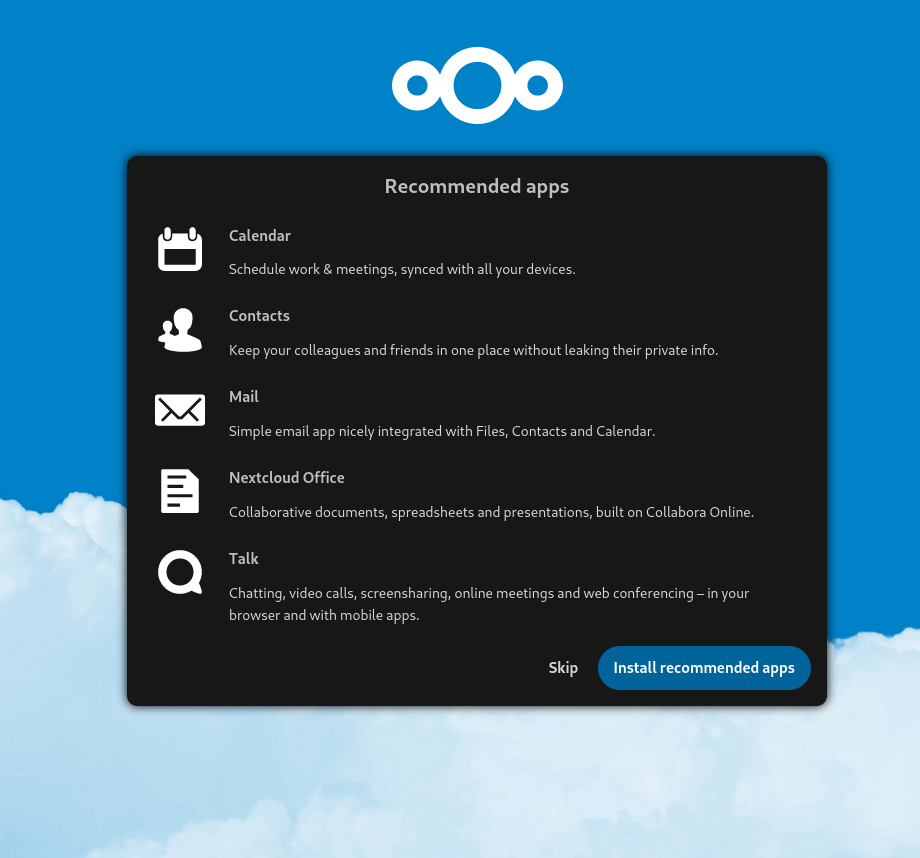 Recommended apps
Calendar
Schedule work & meetings, synced with all your devices.
Contacts
Keep your colleagues and friends in one place without leaking their private info.
Mail
Simple email app nicely integrated with Files, Contacts and Calendar.
Nextcloud Office
Collaborative documents, spreadsheets and presentations, built on Collabora Online.
Talk
Chatting, video calls, screensharing, online meetings and web conferencing – in your
browser and with mobile apps.
Skip
Install recommended apps